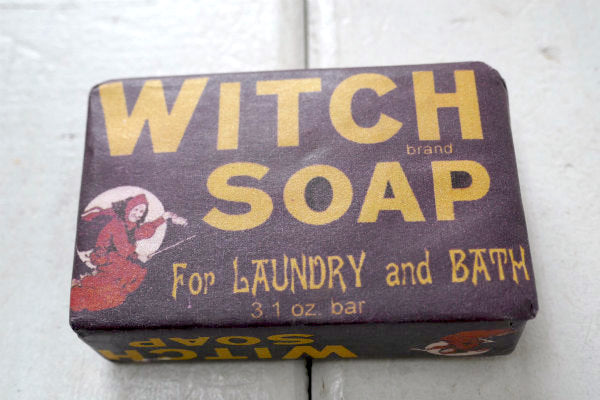 WITCH
brand
SOAP
For LAUNDRY and BATH
3 1 oz. bar
WITCH
SOAP